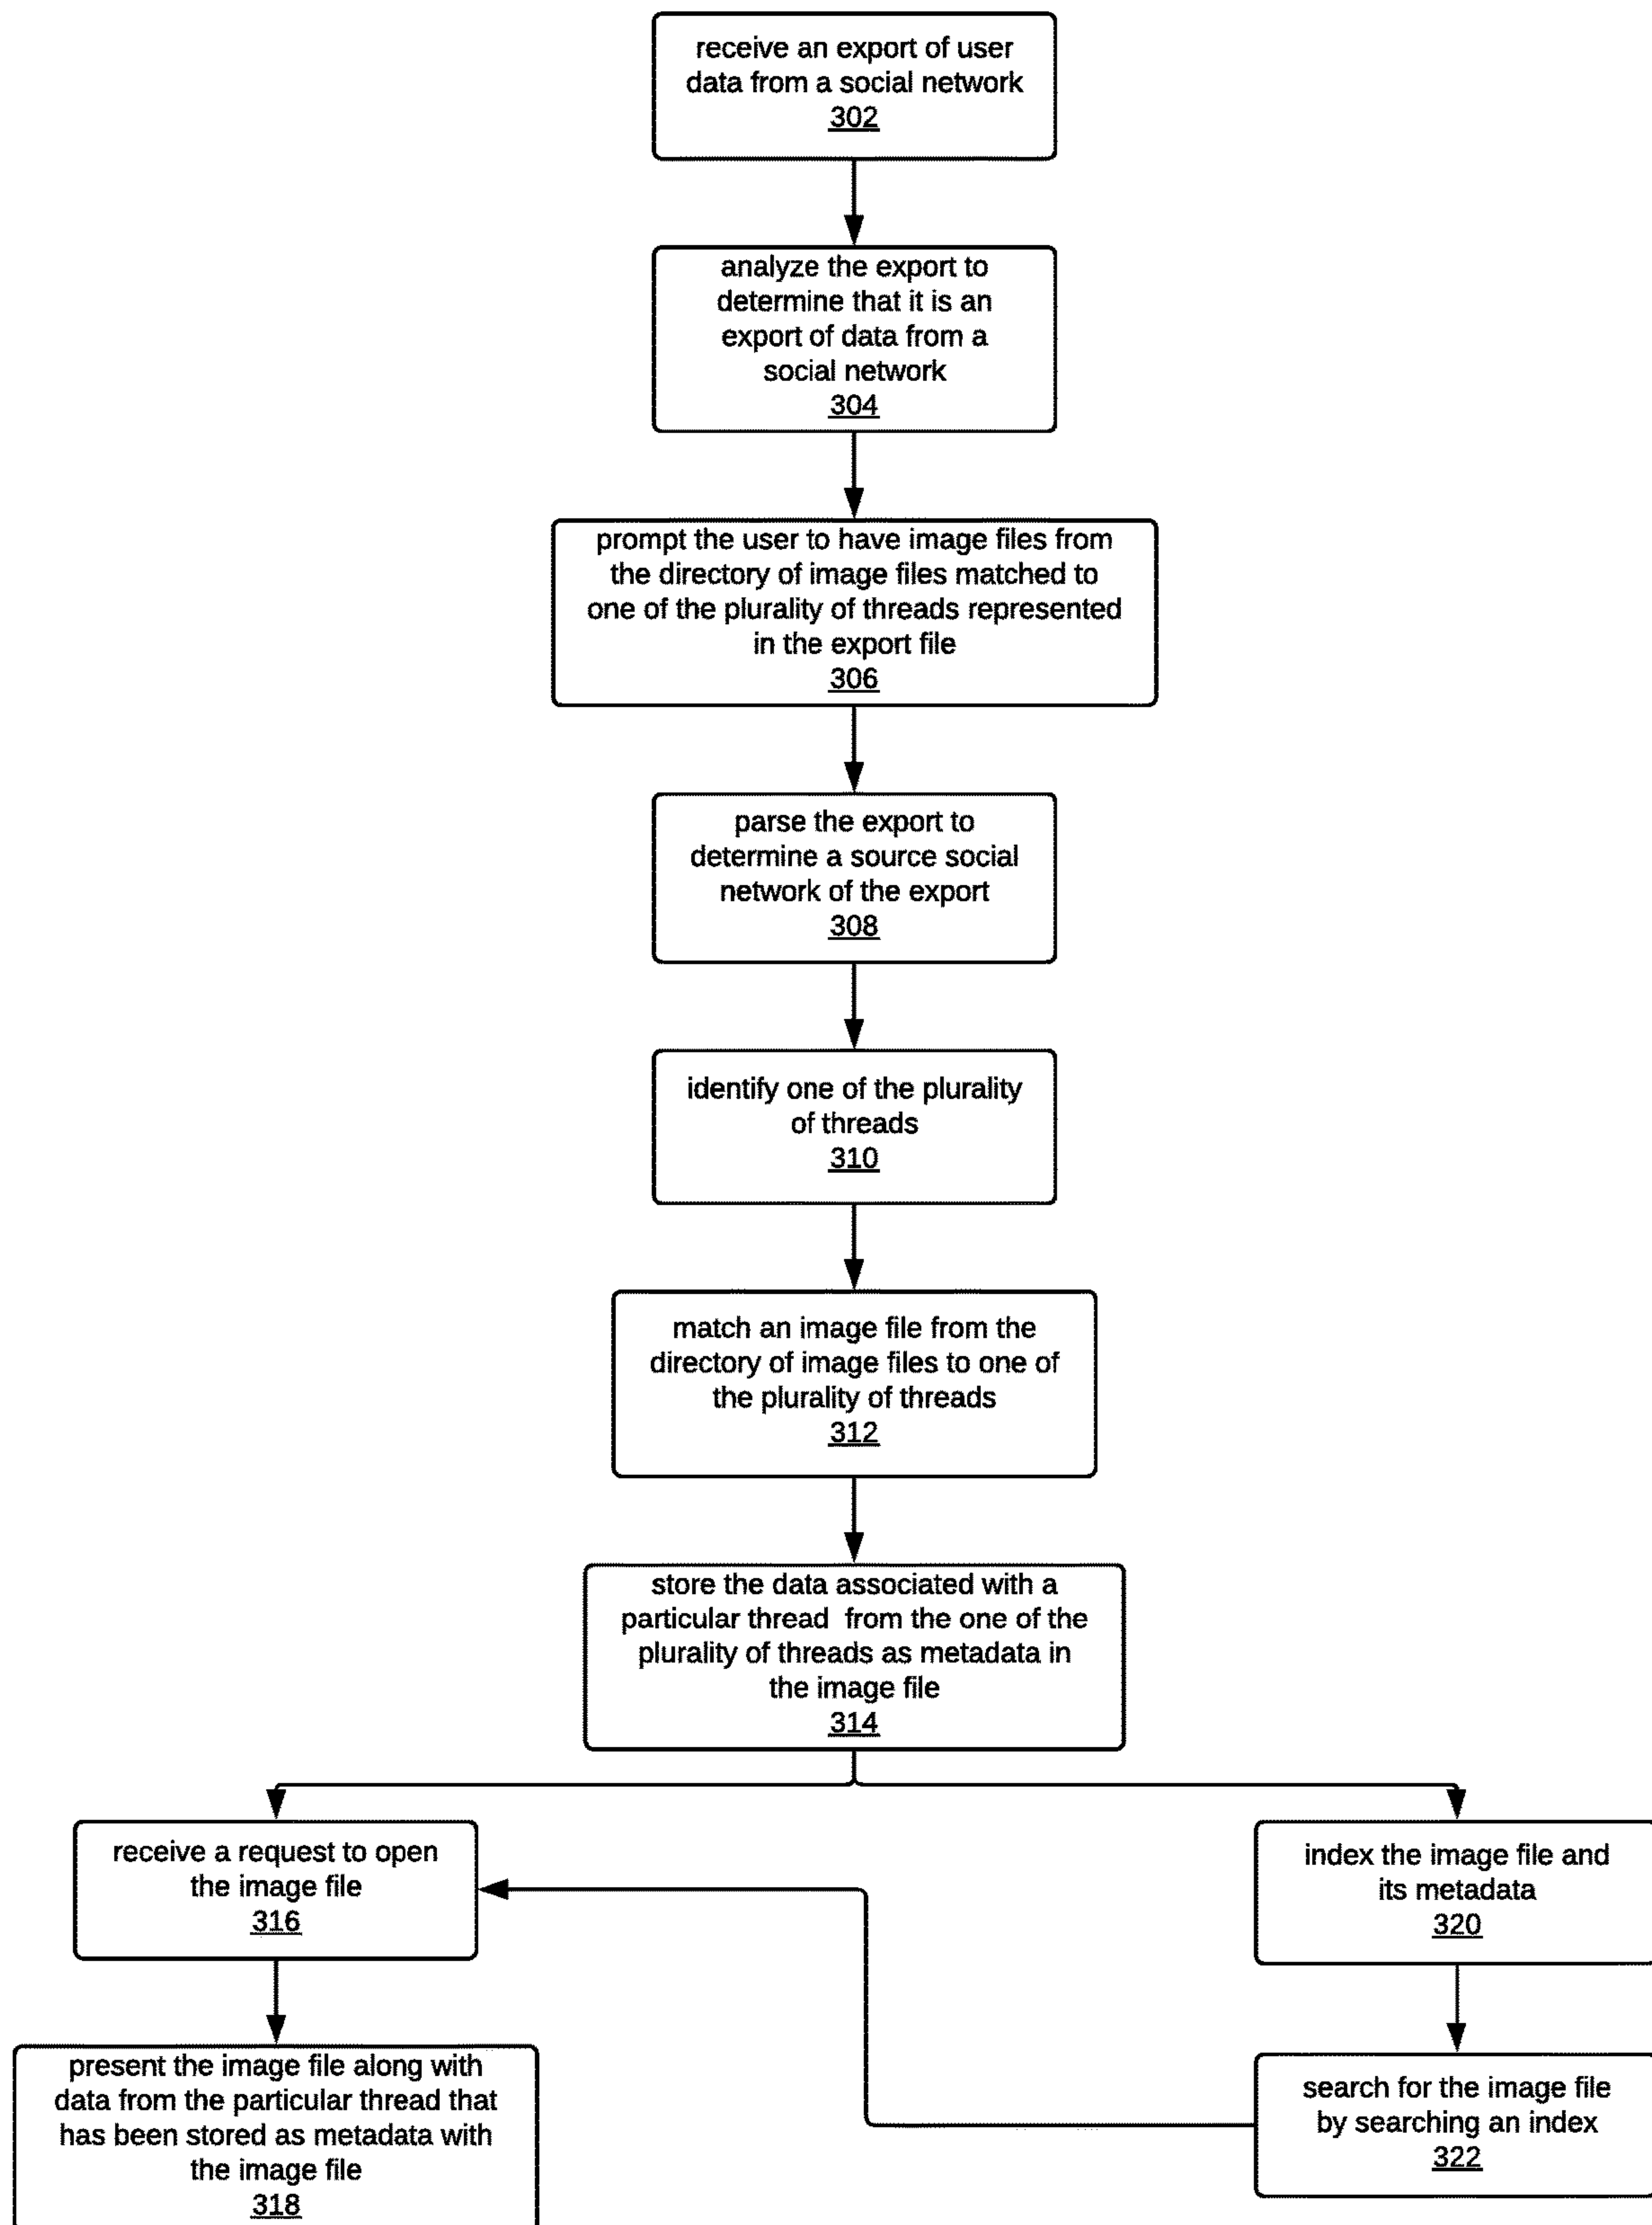 receive an export of user
data from a social network
302
analyze the export to
determine that it is an
export of data from a
social network
304
prompt the user to have image files from
the directory of image files matched to
one of the plurality of threads represented
in the export file
306
parse the export to
determine a source social
network of the export
308
identify one of the plurality
of threads
310
match an image file from the
directory of image files to one of
the plurality of threads
312
store the data associated with a
particular thread from the one of the
plurality of threads as metadata in
the image file
314
receive a request to open
the image file
316
present the image file along with
data from the particular thread that
has been stored as metadata with
the image file
318
index the image file and
its metadata
320
search for the image file
by searching an index
322